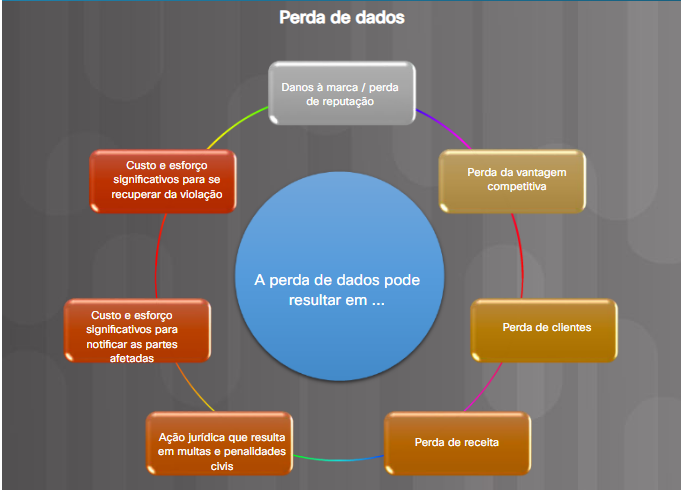 Perda de dados
Danos à marca / perda
de reputação
Custo e esforço
significativos para se
recuperar da violação
Perda da vantagem
competitiva
A perda de dados pode
resultar em ...
Custo e esforço
significativos para
notificar as partes
afetadas
Perda de clientes
Ação jurídica que resulta
em multas e penalidades
civis
Perda de receita